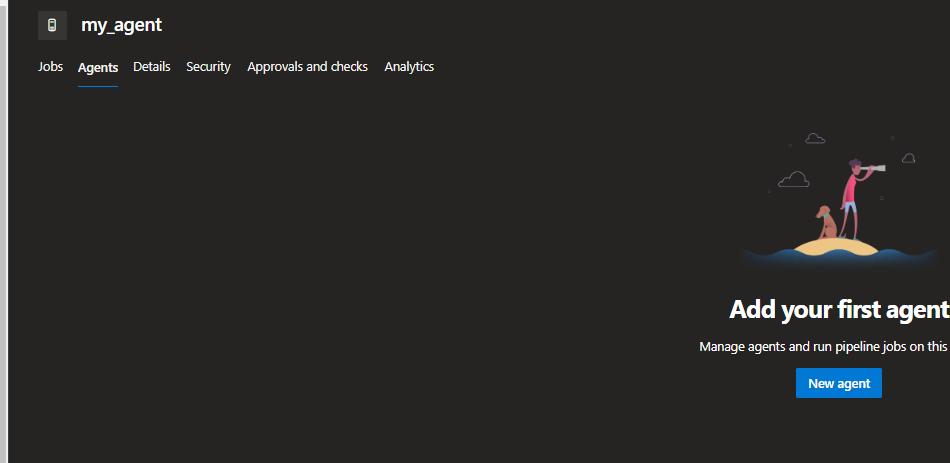 my_agent
Jobs Agents Details Security Approvals and checks Analytics
Add your first agent
Manage agents and run pipeline jobs on this
New agent